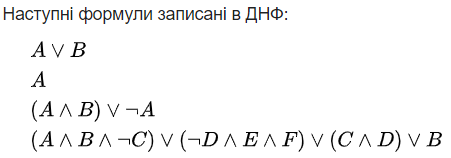 Наступні формули записані в ДНФ:
A ∨ B
A
(A ∧ B) ∨ ¬A
(A ∧ B ∧ ¬C) ∨ (¬D ∧ E ∧ F) ∨ (C ∧ D) ∨ B